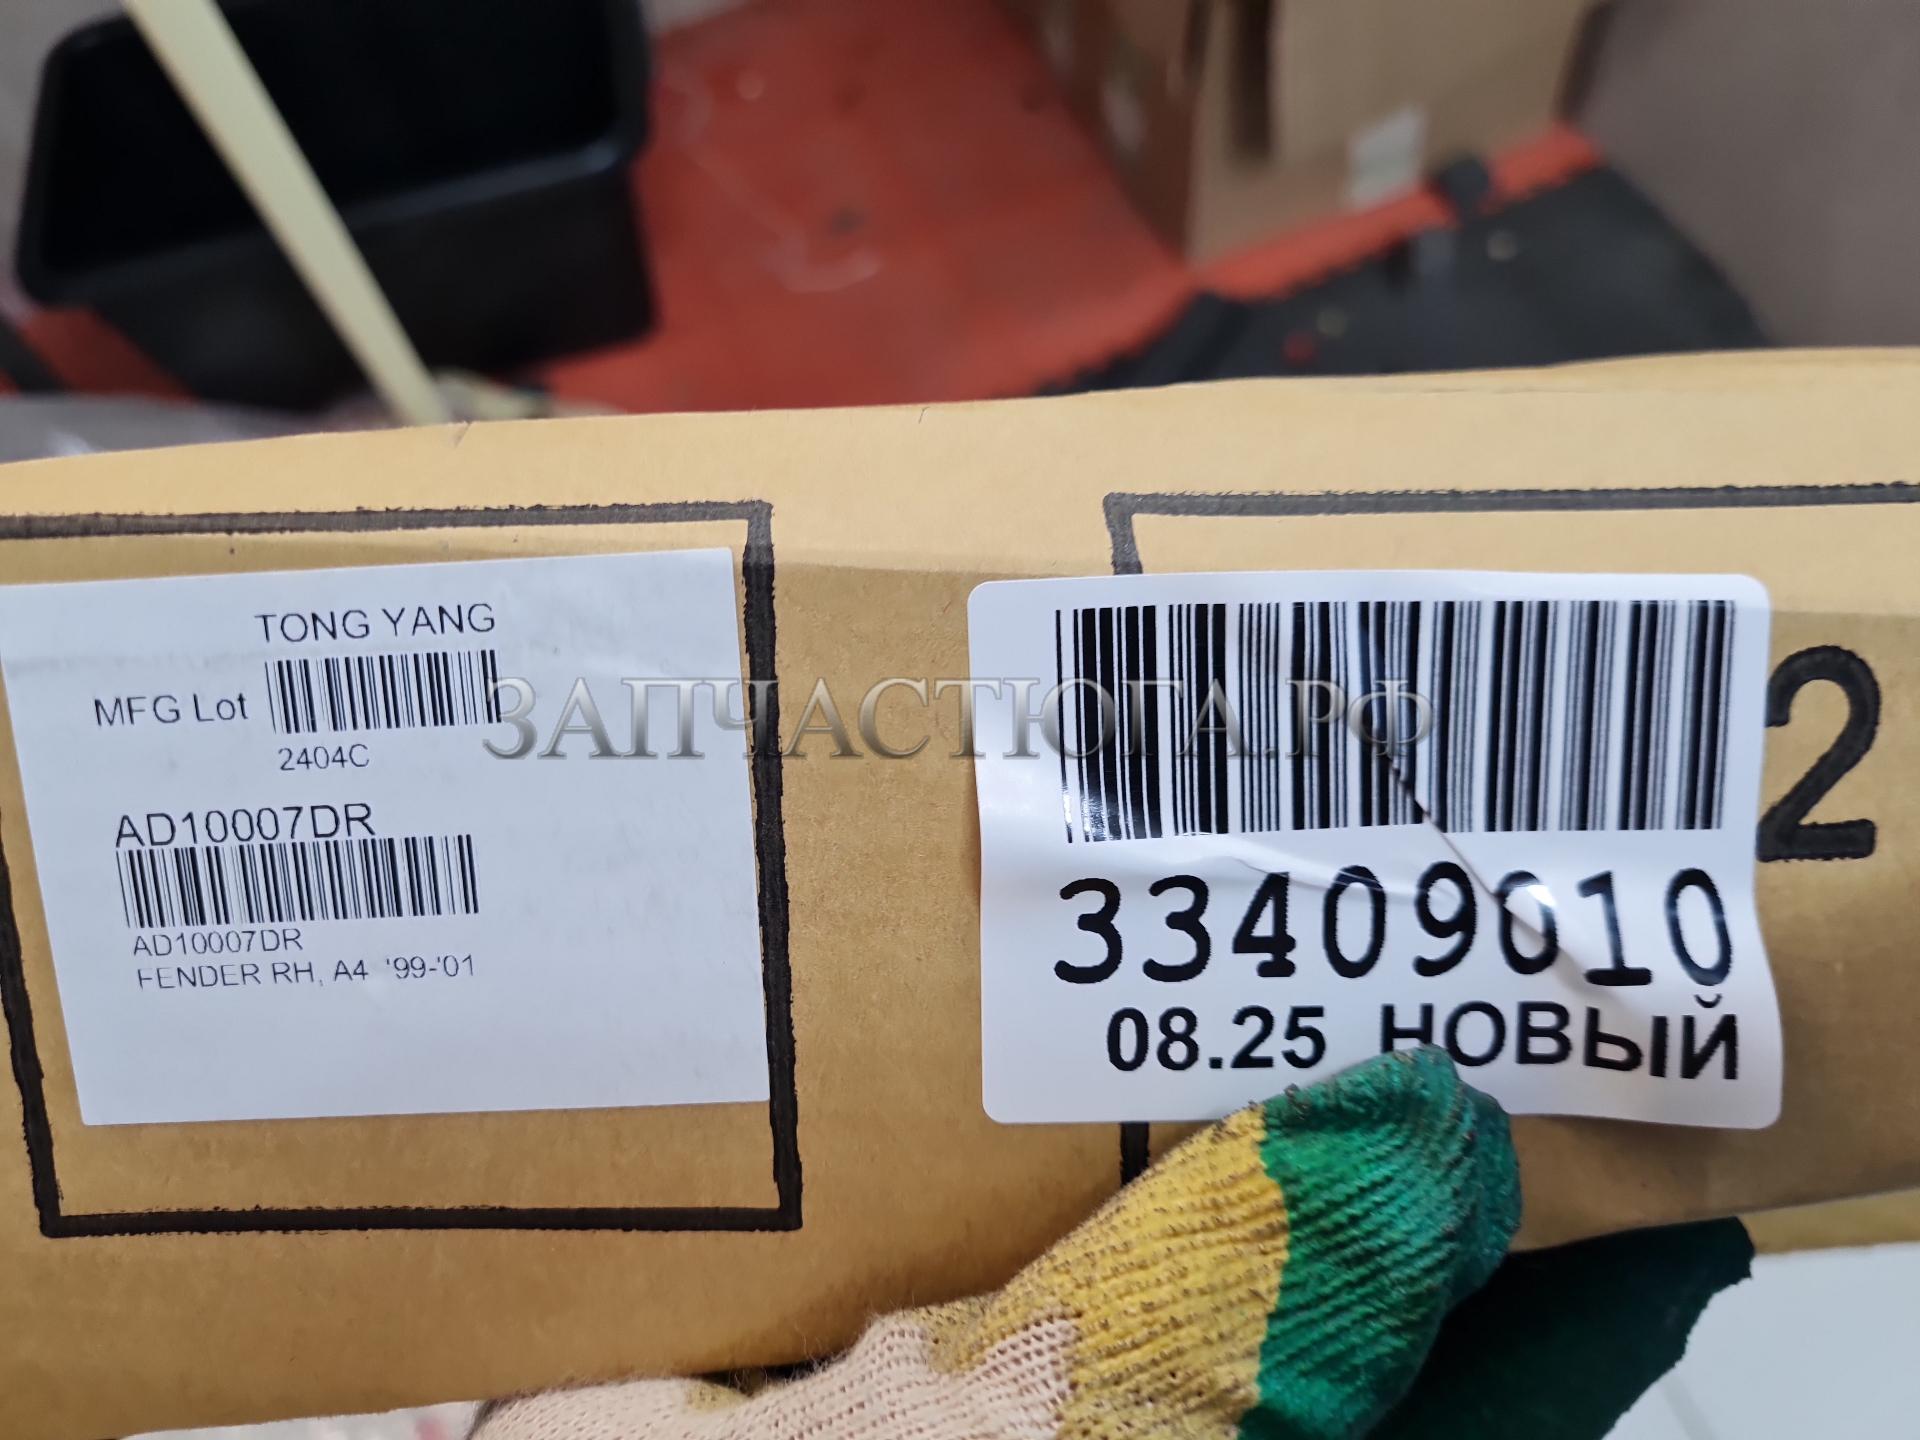 TONG YANG
MFG Lot
2404C
AD10007DR
AD10007DR
FENDER RH, A4 '99-'01
ЗАПЧАСТЮГА.РФ
33409010
08.25 НОВЫЙ
2